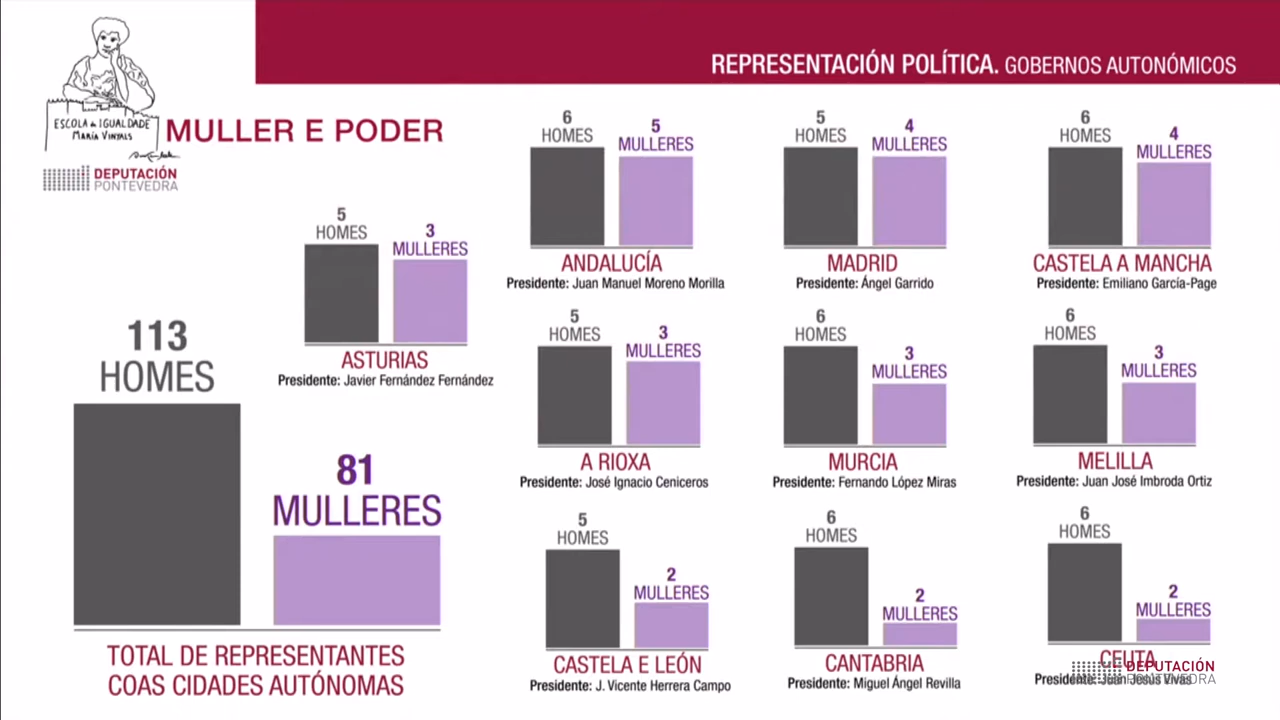 REPRESENTACIÓN POLÍTICA. GOBERNOS AUTONÓMICOS
ESCOLA de IGUALDADE
MARÍA VINYALS
MULLER E PODER
DEPUTACIÓN
PONTEVEDRA
113
HOMES
81
MULLERES
TOTAL DE REPRESENTANTES
COAS CIDADES AUTÓNOMAS
5
HOMES
3
MULLERES
ASTURIAS
Presidente: Javier Fernández Fernández
6
HOMES
5
MULLERES
ANDALUCÍA
Presidente: Juan Manuel Moreno Morilla
5
HOMES
4
MULLERES
MADRID
Presidente: Ángel Garrido
6
HOMES
4
MULLERES
CASTELA A MANCHA
Presidente: Emiliano García-Page
5
HOMES
3
MULLERES
A RIOXA
Presidente: José Ignacio Ceniceros
6
HOMES
3
MULLERES
MURCIA
Presidente: Fernando López Miras
6
HOMES
3
MULLERES
MELILLA
Presidente: Juan José Imbroda Ortiz
5
HOMES
2
MULLERES
CASTELA E LEÓN
Presidente: J. Vicente Herrera Campo
6
HOMES
2
MULLERES
CANTABRIA
Presidente: Miguel Ángel Revilla
6
HOMES
2
MULLERES
CEUTA
Presidente: Juan Jesús Vivas
DEPUTACIÓN
PONTEVEDRA